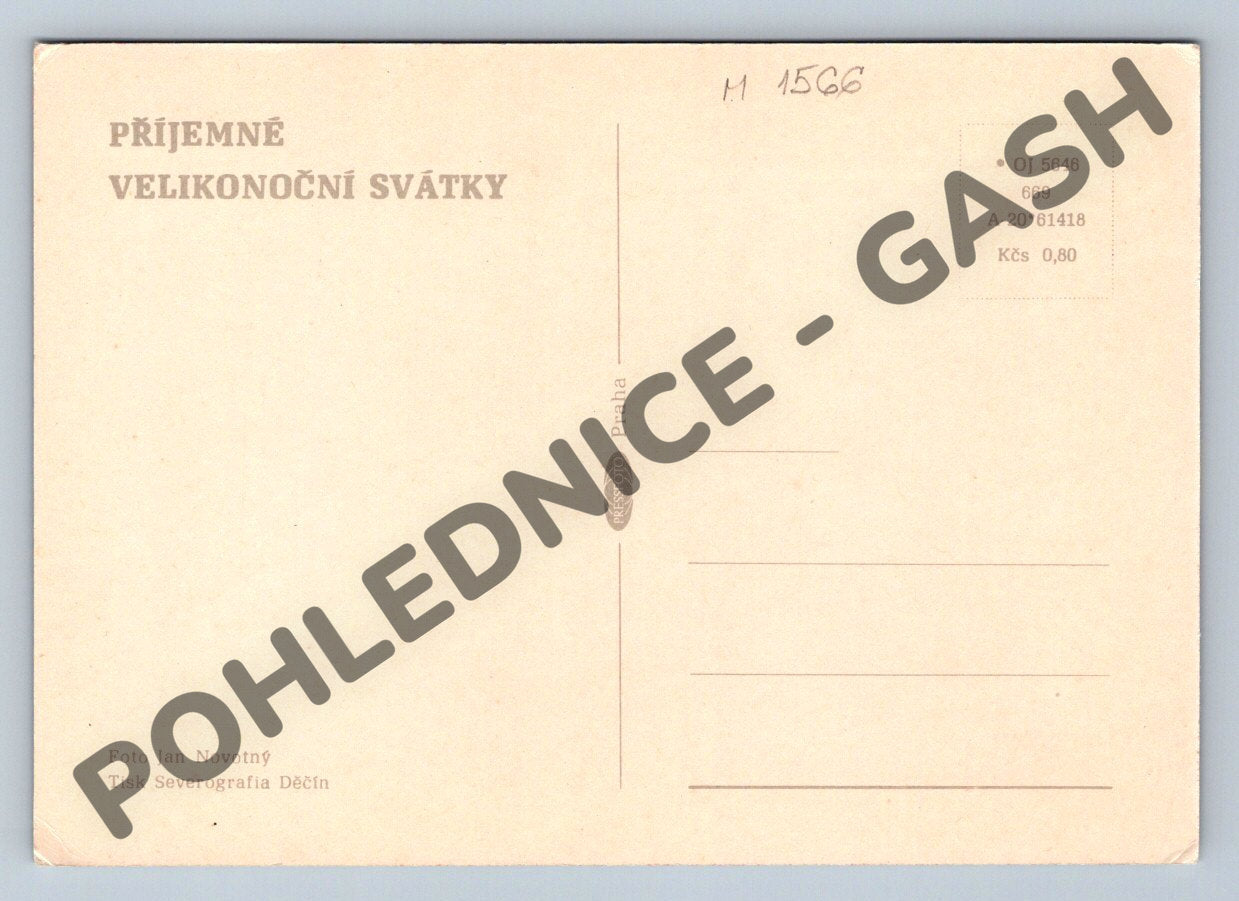 PŘÍJEMNÉ
VELIKONOČNÍ SVÁTKY
Foto Jan Novotný
Tisk Severografia Děčín
PRESSFOTO Praha
M 1566
• OJ 5646
669
A-20*61418
Kčs 0,80
POHLEDNICE - GASH